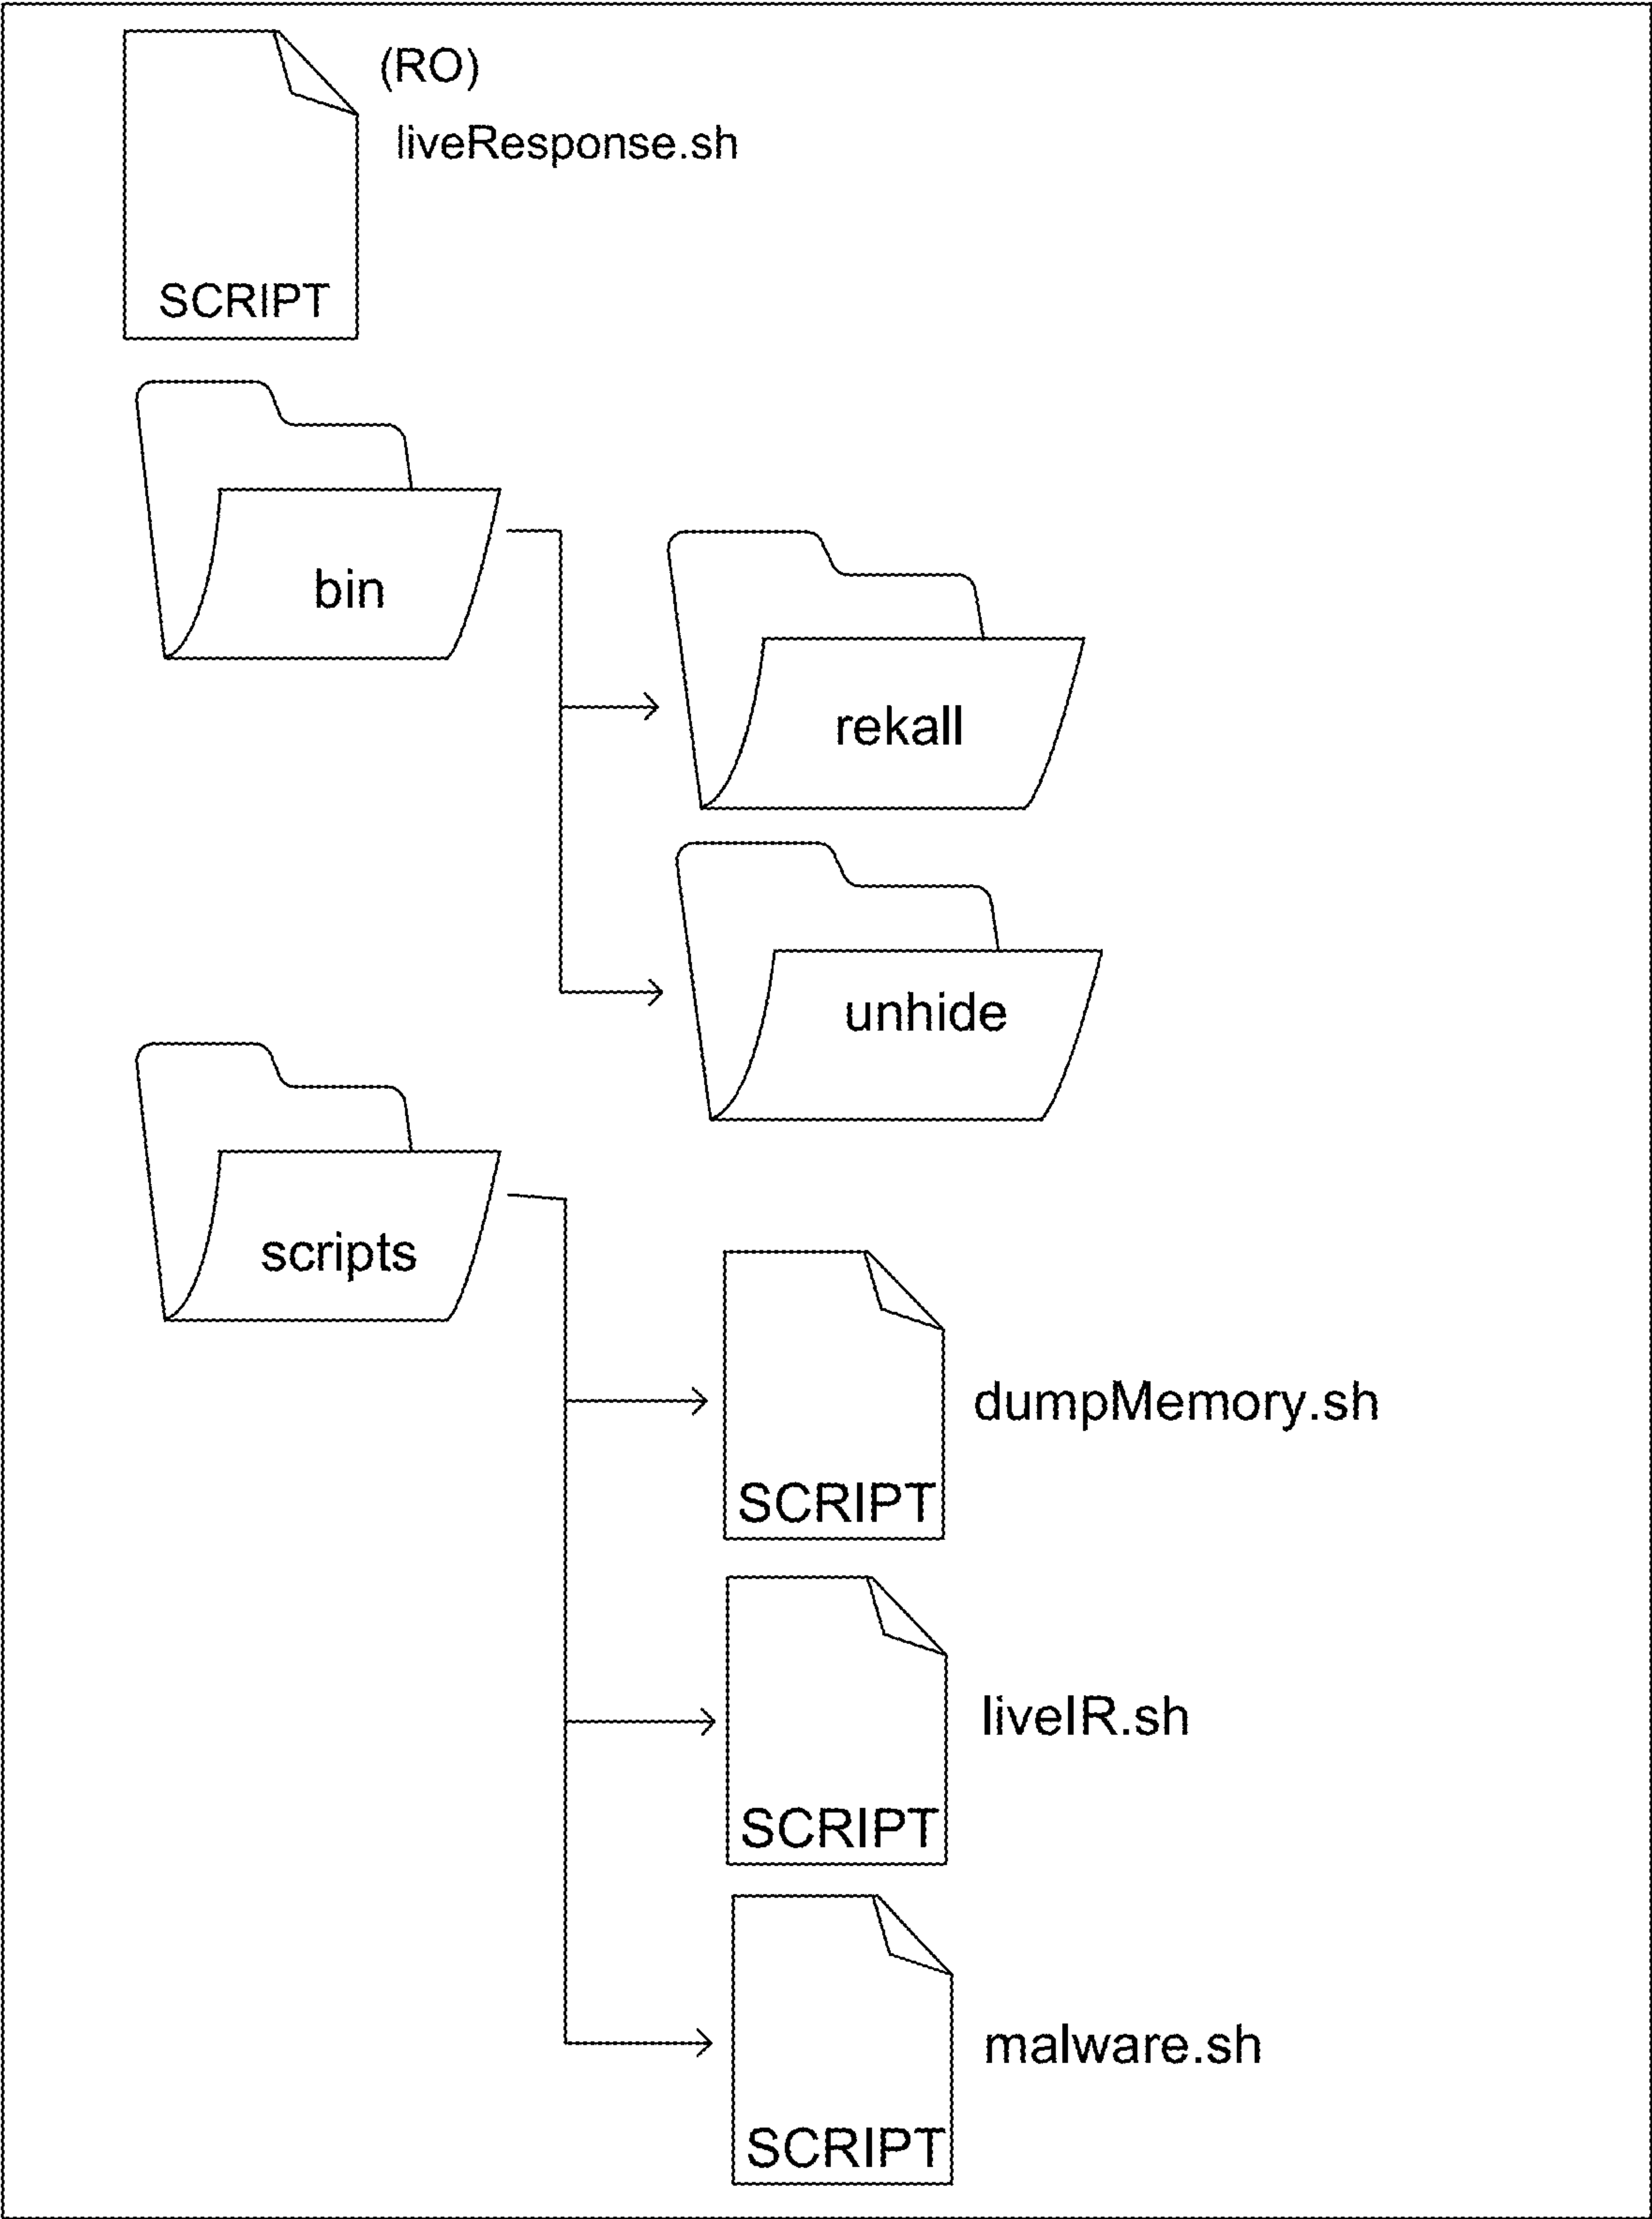 (RO)
liveResponse.sh
SCRIPT
bin
rekall
unhide
scripts
dumpMemory.sh
SCRIPT
liveIR.sh
SCRIPT
malware.sh
SCRIPT